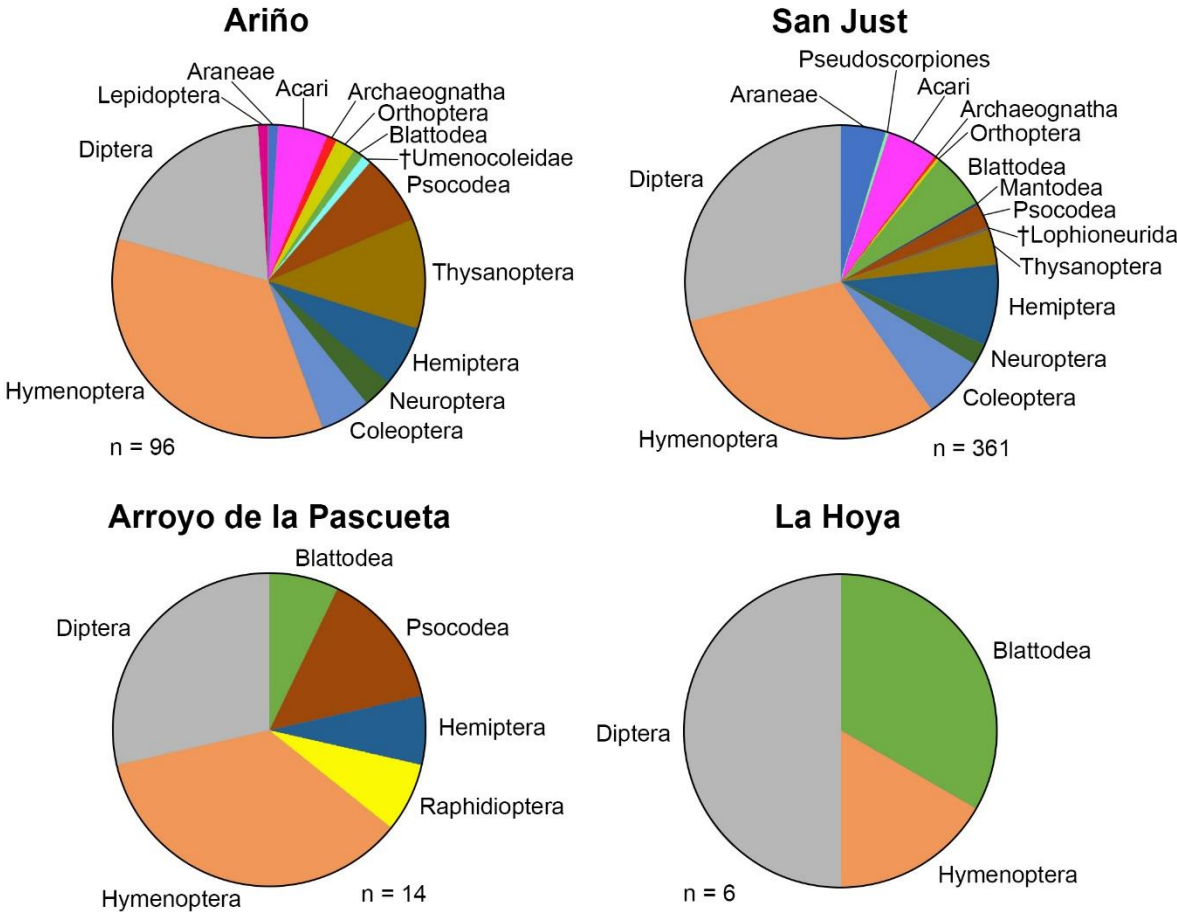 Ariño
Lepidoptera
Araneae
Acari
Archaeognatha
Orthoptera
Blattodea
†Umenocoleidae
Psocodea
Thysanoptera
Hemiptera
Neuroptera
Coleoptera
Hymenoptera
Diptera
n = 96
San Just
Araneae
Pseudoscorpiones
Acari
Archaeognatha
Orthoptera
Blattodea
Mantodea
Psocodea
†Lophioneurida
Thysanoptera
Hemiptera
Neuroptera
Coleoptera
Hymenoptera
Diptera
n = 361
Arroyo de la Pascueta
Blattodea
Psocodea
Hemiptera
Raphidioptera
Hymenoptera
Diptera
n = 14
La Hoya
Blattodea
Hymenoptera
Diptera
n = 6